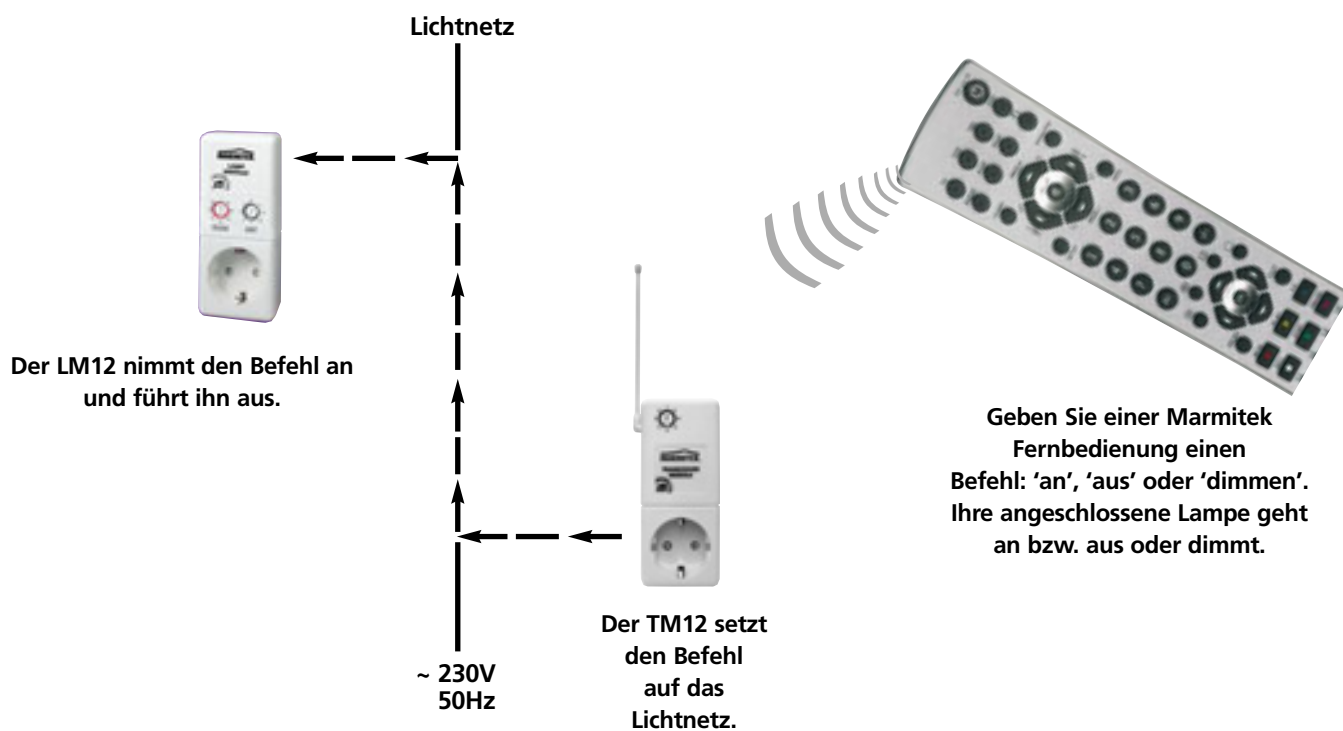 Lichtnetz
Der LM12 nimmt den Befehl an
und führt ihn aus.
Geben Sie einer Marmitek
Fernbedienung einen
Befehl: ‘an’, ‘aus’ oder ‘dimmen’.
Ihre angeschlossene Lampe geht
an bzw. aus oder dimmt.
Der TM12 setzt
den Befehl
auf das
Lichtnetz.
~ 230V
50Hz